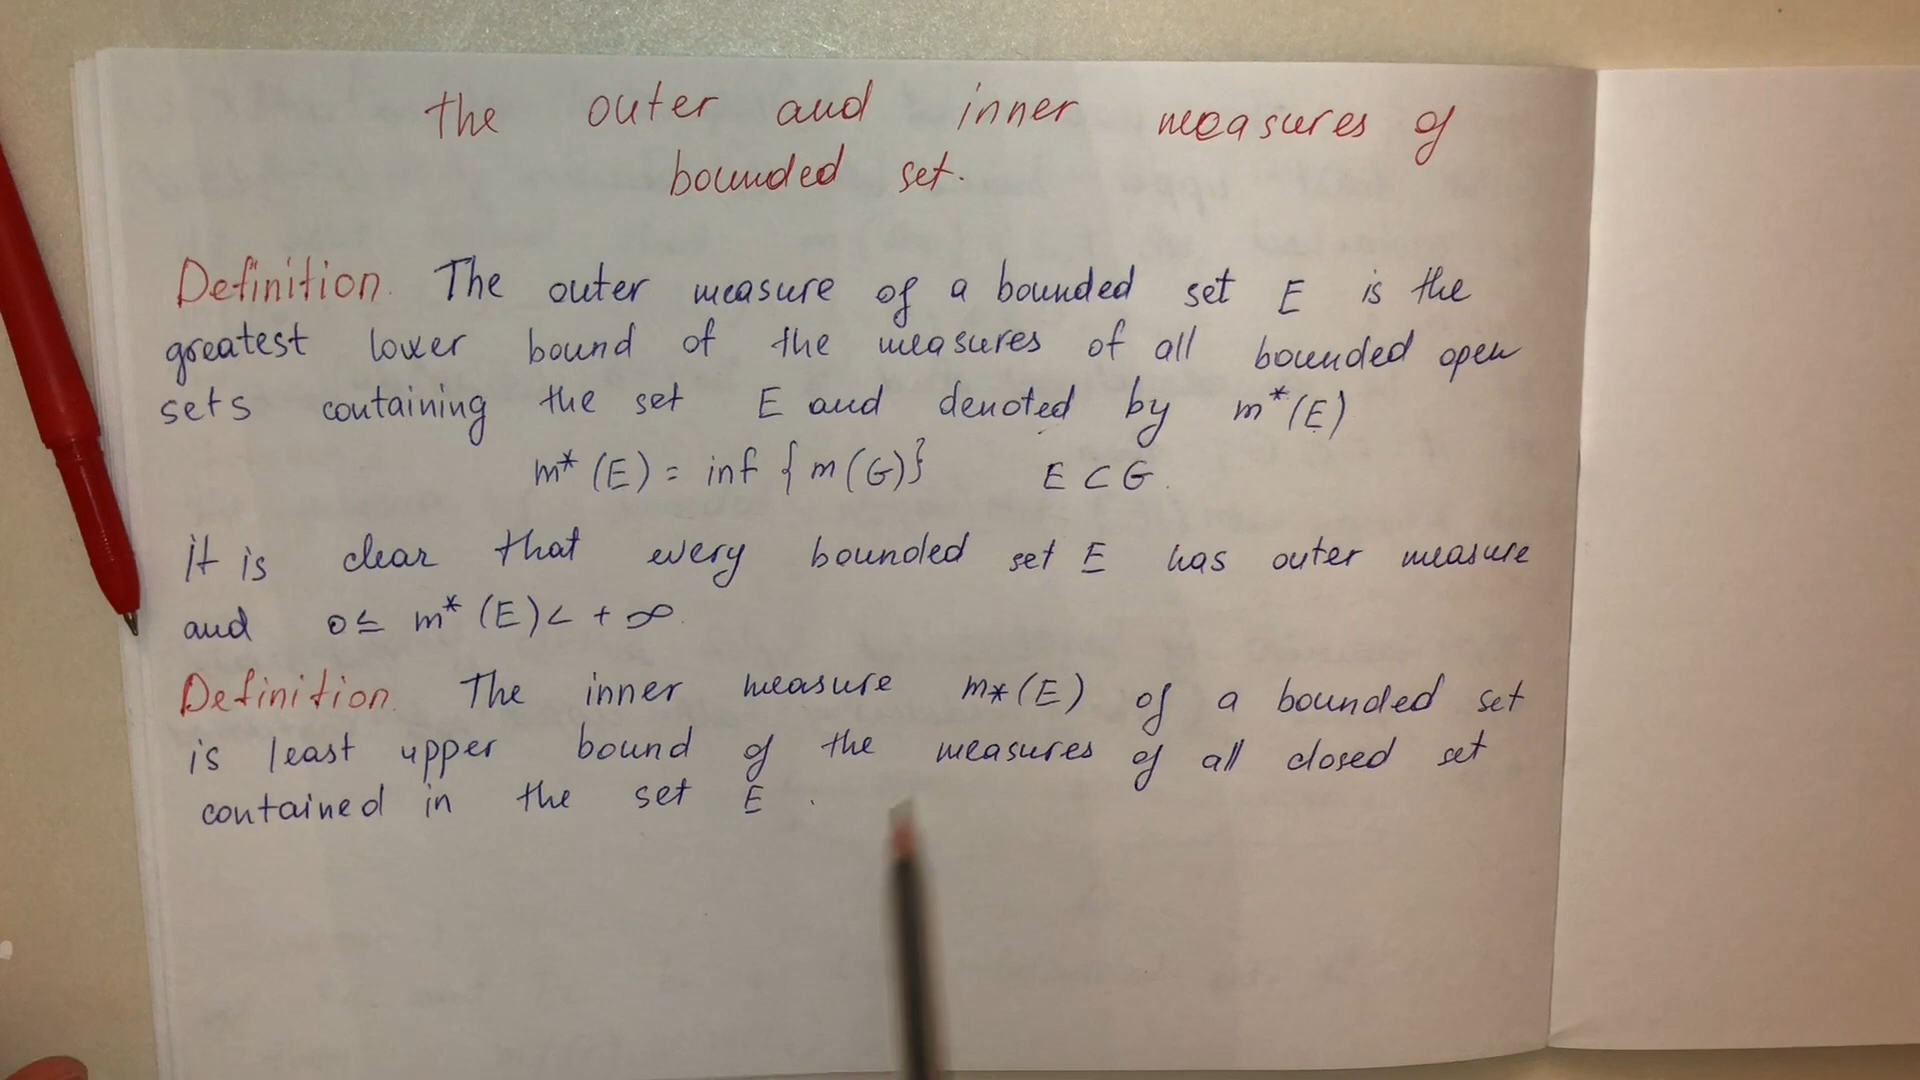 the outer and inner measures of
bounded set.
Definition. The outer measure of a bounded set E is the
greatest lower bound of the measures of all bounded open
sets containing the set E and denoted by m*(E)
m*(E) = inf {m(G)} E ⊂ G.
it is clear that every bounded set E has outer measure
and 0 ≤ m*(E) < + ∞.
Definition. The inner measure m*(E) of a bounded set
is least upper bound of the measures of all closed set
contained in the set E.